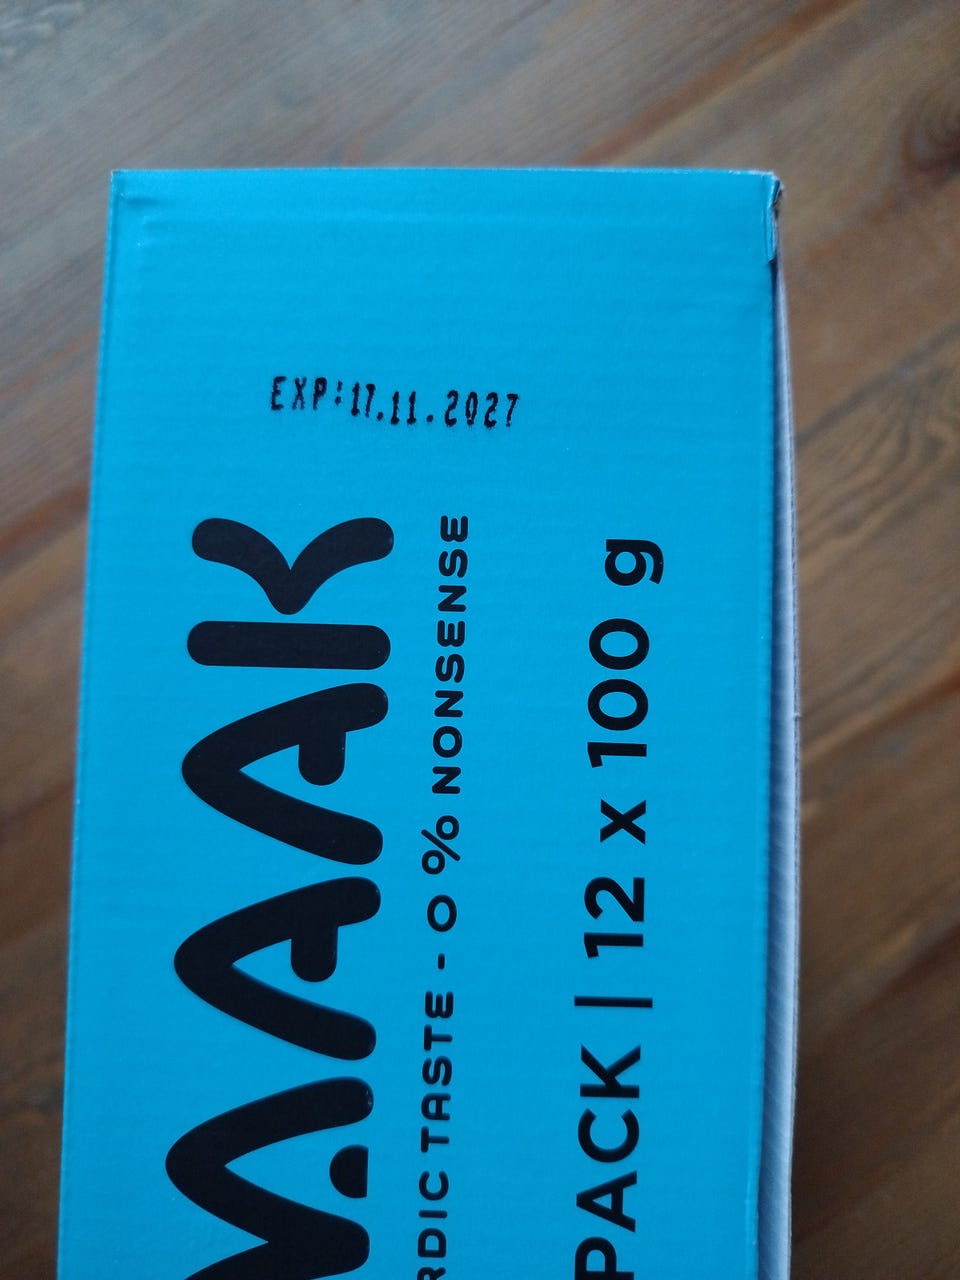 EXP:17.11.2027
MAAK
RDIC TASTE - 0 % NONSENSE
PACK | 12 x 100 g